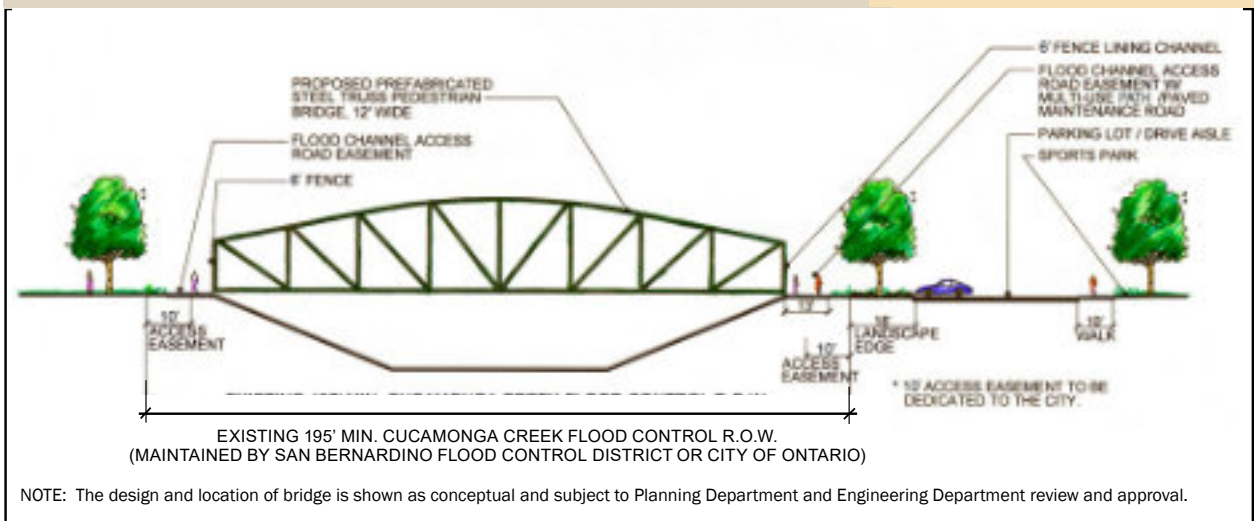 PROPOSED PREFABRICATED
STEEL TRUSS PEDESTRIAN
BRIDGE, 12' WIDE
FLOOD CHANNEL ACCESS
ROAD EASEMENT
6' FENCE
6' FENCE LINING CHANNEL
FLOOD CHANNEL ACCESS
ROAD EASEMENT W/
MULTI-USE PATH /PAVED
MAINTENANCE ROAD
PARKING LOT / DRIVE AISLE
SPORTS PARK
10'
ACCESS
EASEMENT
10'
ACCESS
EASEMENT
LANDSCAPE
EDGE
10'
WALK
* 10' ACCESS EASEMENT TO BE
DEDICATED TO THE CITY.
EXISTING 195' MIN. CUCAMONGA CREEK FLOOD CONTROL R.O.W.
(MAINTAINED BY SAN BERNARDINO FLOOD CONTROL DISTRICT OR CITY OF ONTARIO)
NOTE: The design and location of bridge is shown as conceptual and subject to Planning Department and Engineering Department review and approval.